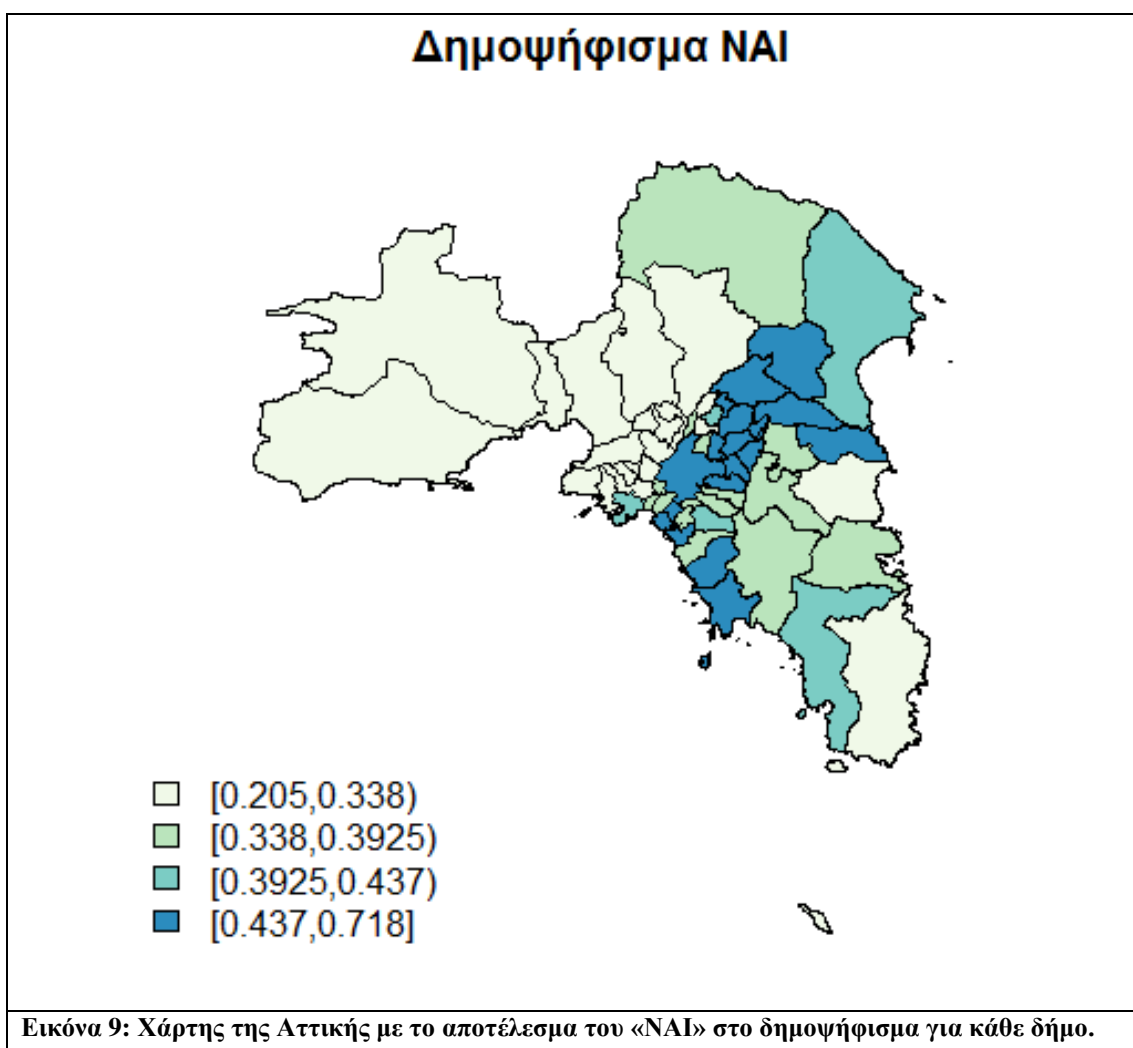 Δημοψήφισμα ΝΑΙ
[0.205,0.338)
[0.338,0.3925)
[0.3925,0.437)
[0.437,0.718]
Εικόνα 9: Χάρτης της Αττικής με το αποτέλεσμα του «ΝΑΙ» στο δημοψήφισμα για κάθε δήμο.